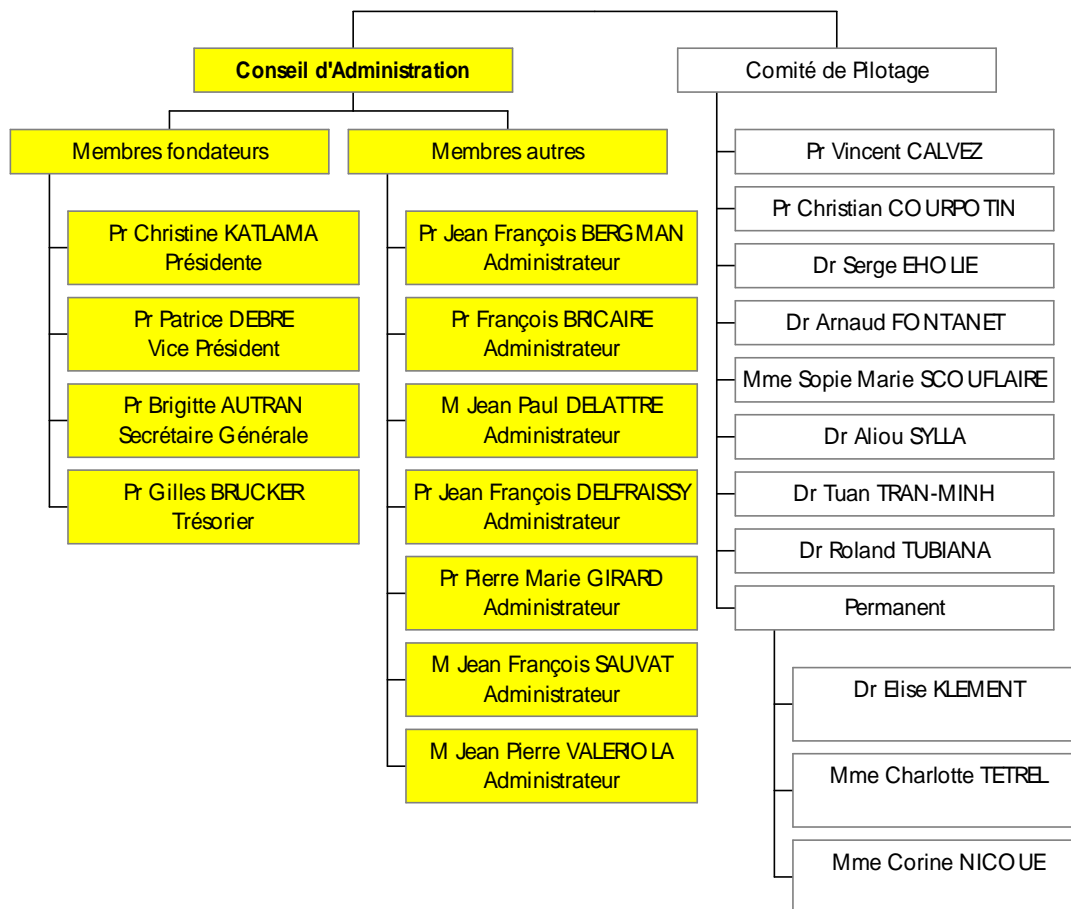 Conseil d'Administration
Comité de Pilotage
Membres fondateurs
Membres autres
Pr Christine KATLAMA
Présidente
Pr Patrice DEBRE
Vice Président
Pr Brigitte AUTRAN
Secrétaire Générale
Pr Gilles BRUCKER
Trésorier
Pr Jean François BERGMAN
Administrateur
Pr François BRICAIRE
Administrateur
M Jean Paul DELATTRE
Administrateur
Pr Jean François DELFRAISSY
Administrateur
Pr Pierre Marie GIRARD
Administrateur
M Jean François SAUVAT
Administrateur
M Jean Pierre VALERIOLA
Administrateur
Pr Vincent CALVEZ
Pr Christian COURPOTIN
Dr Serge EHOLIE
Dr Arnaud FONTANET
Mme Sopie Marie SCOUFLAIRE
Dr Aliou SYLLA
Dr Tuan TRAN-MINH
Dr Roland TUBIANA
Permanent
Dr Elise KLEMENT
Mme Charlotte TETREL
Mme Corine NICOUE